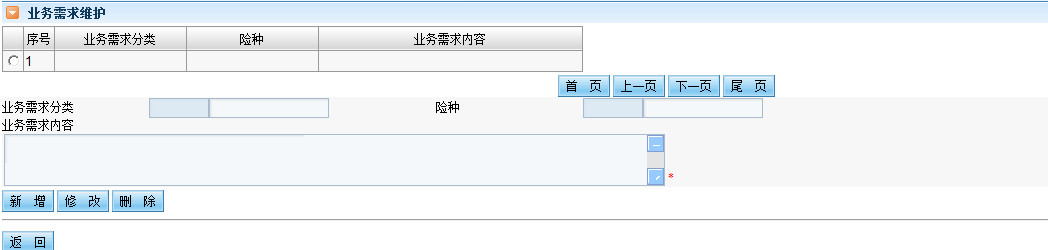 业务需求维护
序号 业务需求分类 险种 业务需求内容
1
首 页 上一页 下一页 尾 页
业务需求分类 险种
业务需求内容
*
新 增 修 改 删 除
返 回